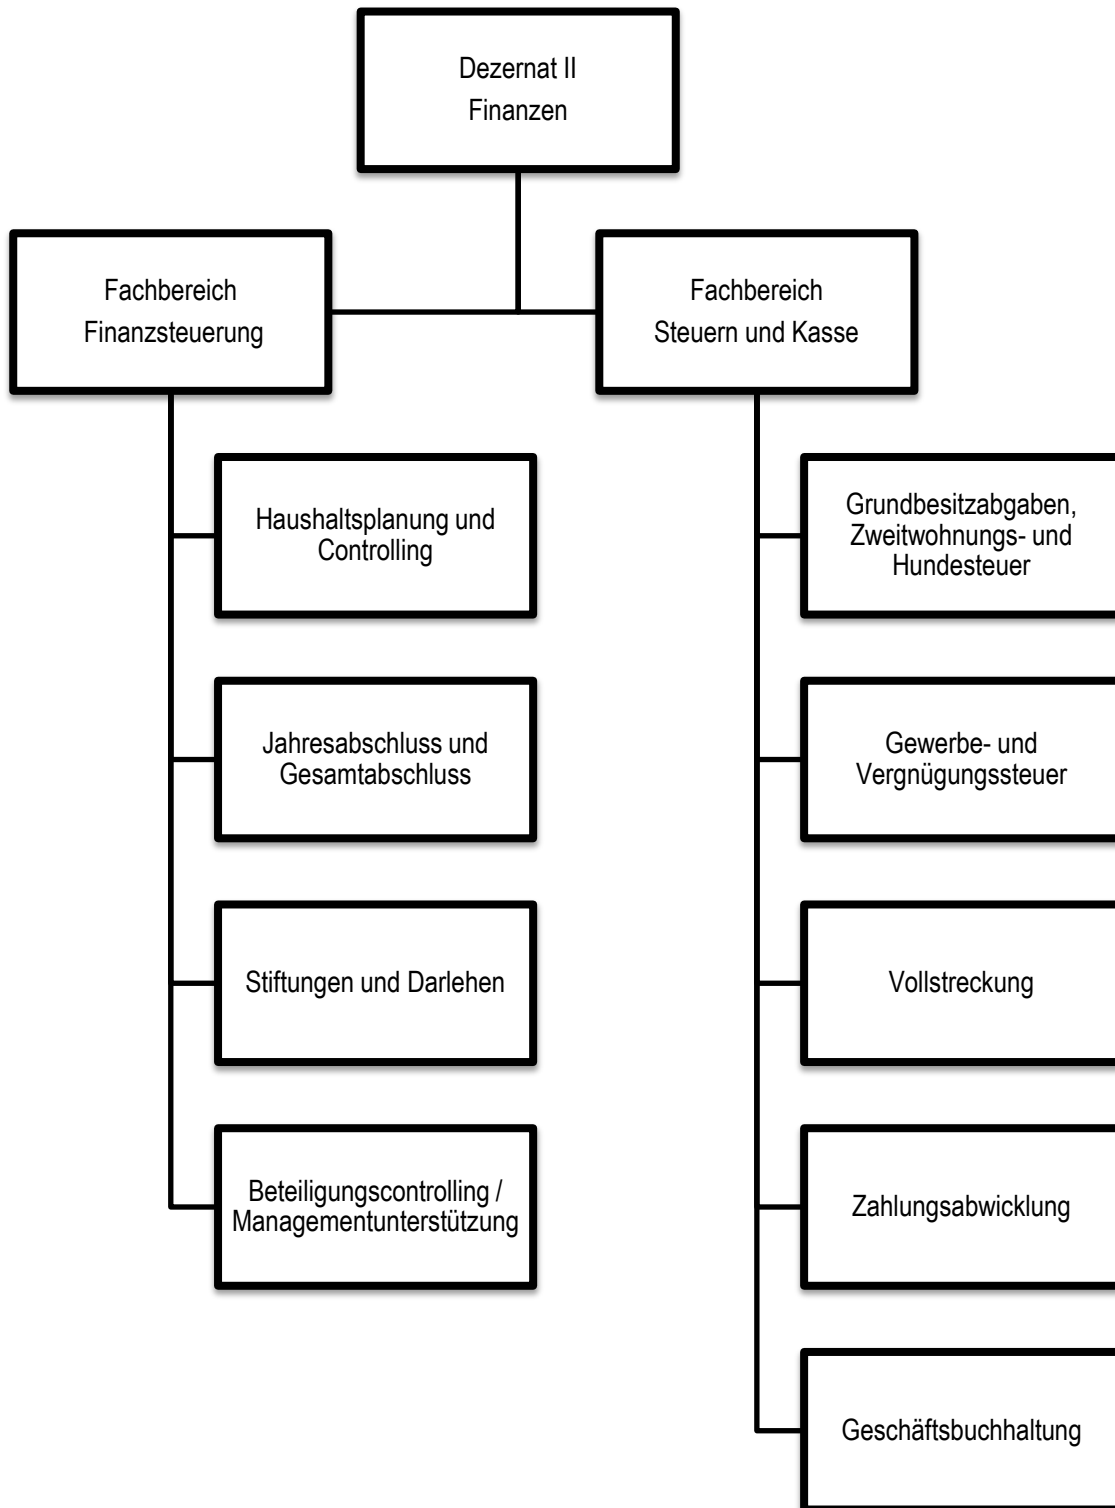 Dezernat II
Finanzen
Fachbereich
Finanzsteuerung
Fachbereich
Steuern und Kasse
Haushaltsplanung und
Controlling
Grundbesitzabgaben,
Zweitwohnungs- und
Hundesteuer
Jahresabschluss und
Gesamtabschluss
Gewerbe- und
Vergnügungssteuer
Stiftungen und Darlehen
Vollstreckung
Beteiligungscontrolling /
Managementunterstützung
Zahlungsabwicklung
Geschäftsbuchhaltung